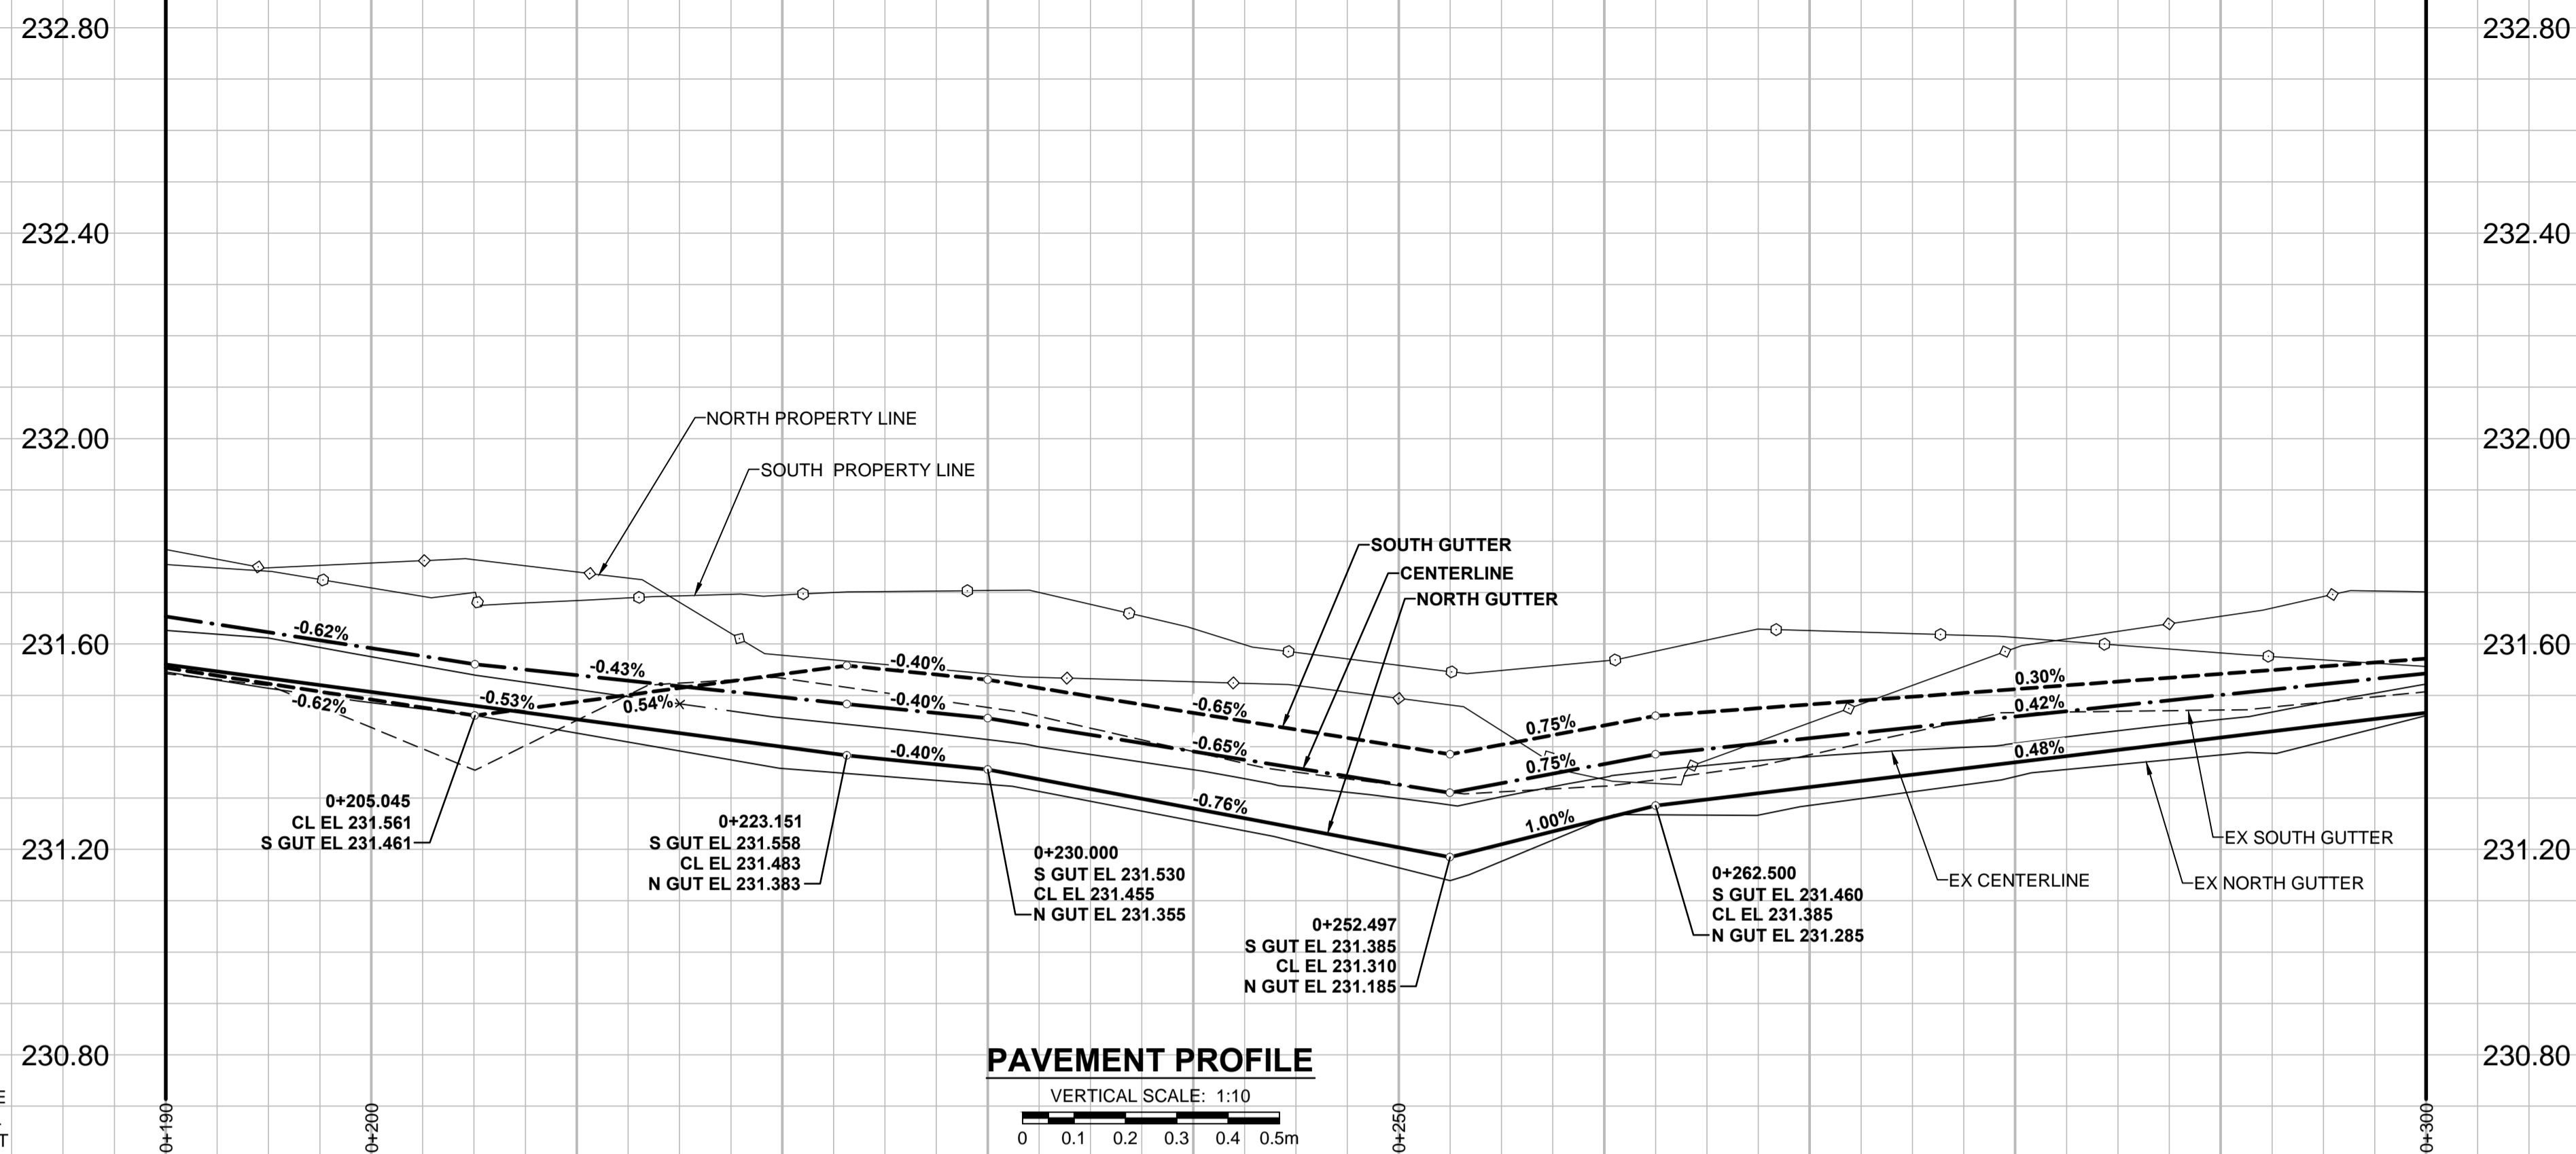 232.80
232.80
232.40
232.40
232.00
232.00
NORTH PROPERTY LINE
SOUTH  PROPERTY LINE
SOUTH GUTTER
CENTERLINE
NORTH GUTTER
231.60
231.60
-0.62%
-0.43%
-0.40%
-0.62%
-0.53%
0.54%
-0.40%
-0.65%
0.75%
0.30%
0.42%
-0.40%
-0.65%
0.75%
0.48%
-0.76%
1.00%
0+205.045
CL EL 231.561
S GUT EL 231.461
0+223.151
S GUT EL 231.558
CL EL 231.483
N GUT EL 231.383
0+230.000
S GUT EL 231.530
CL EL 231.455
N GUT EL 231.355
0+252.497
S GUT EL 231.385
CL EL 231.310
N GUT EL 231.185
0+262.500
S GUT EL 231.460
CL EL 231.385
N GUT EL 231.285
EX SOUTH GUTTER
EX CENTERLINE
EX NORTH GUTTER
231.20
231.20
230.80
230.80
PAVEMENT PROFILE
VERTICAL SCALE:  1:10
0 0.1 0.2 0.3 0.4 0.5m
0+190
0+200
0+250
0+300
E
T